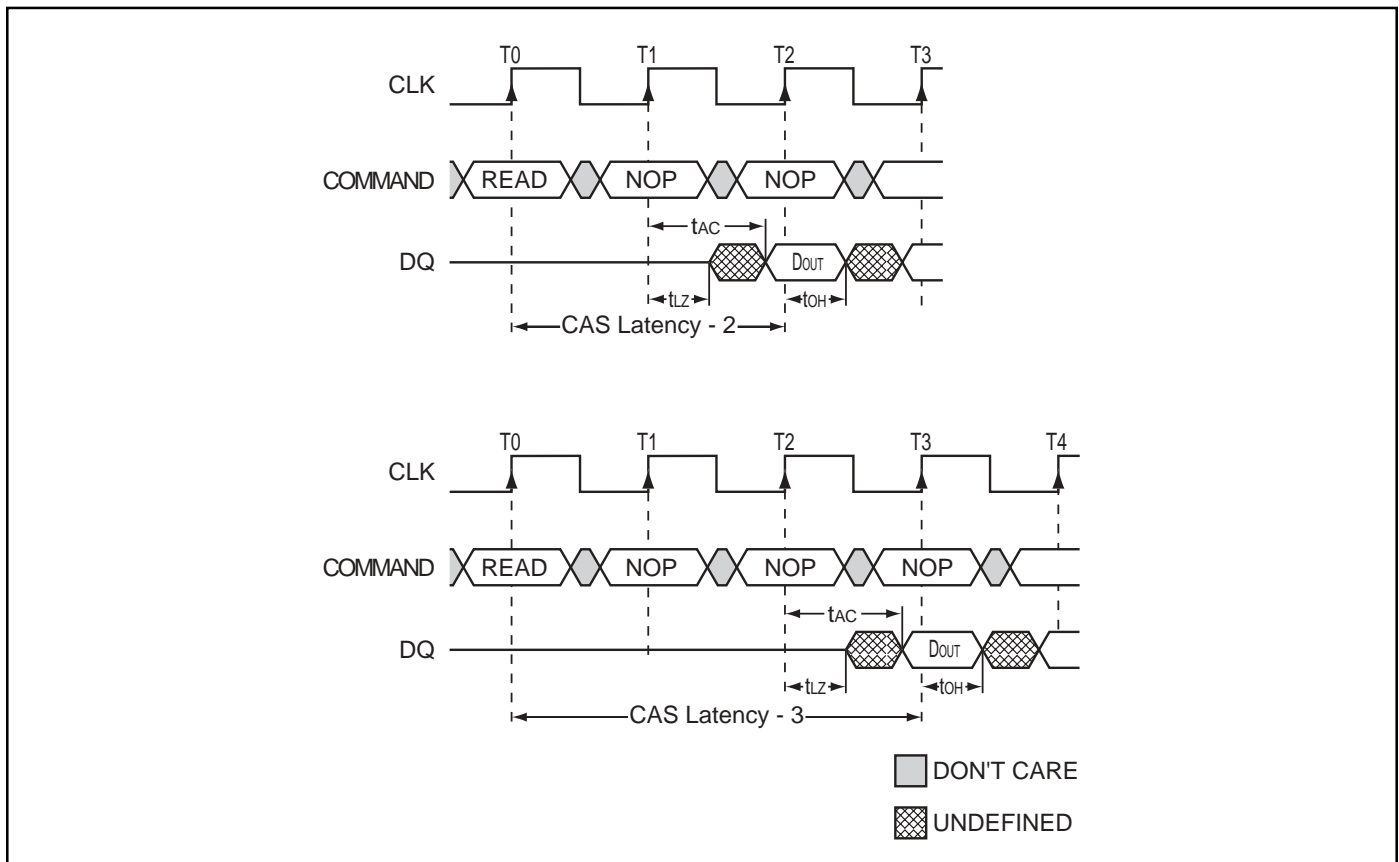 T0 T1 T2 T3
CLK
COMMAND READ NOP NOP
tAC
DQ DOUT
tLZ tOH
CAS Latency - 2
T0 T1 T2 T3 T4
CLK
COMMAND READ NOP NOP NOP
tAC
DQ DOUT
tLZ tOH
CAS Latency - 3
DON'T CARE
UNDEFINED